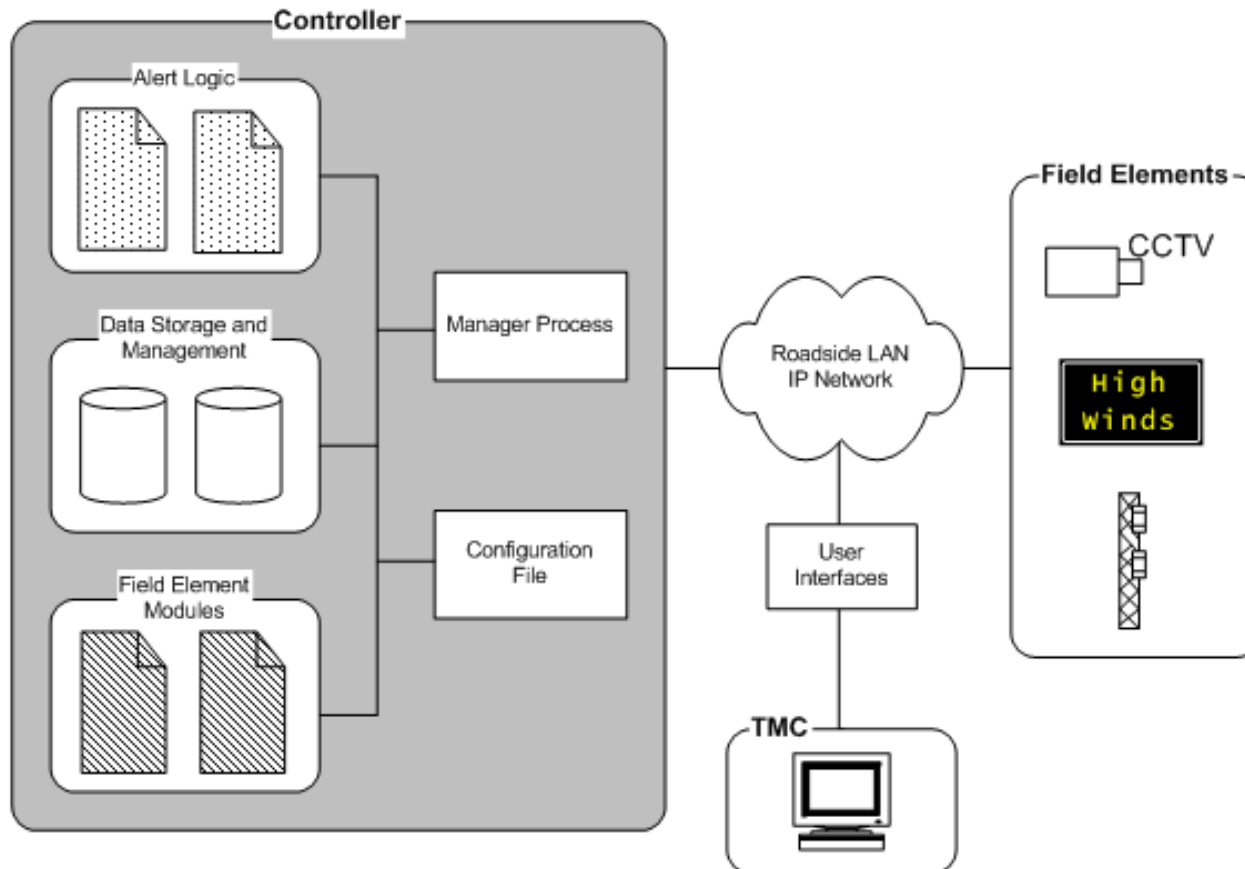 Controller
Alert Logic
Data Storage and
Management
Field Element
Modules
Manager Process
Configuration
File
Roadside LAN
IP Network
User
Interfaces
TMC
Field Elements
CCTV
High
Winds